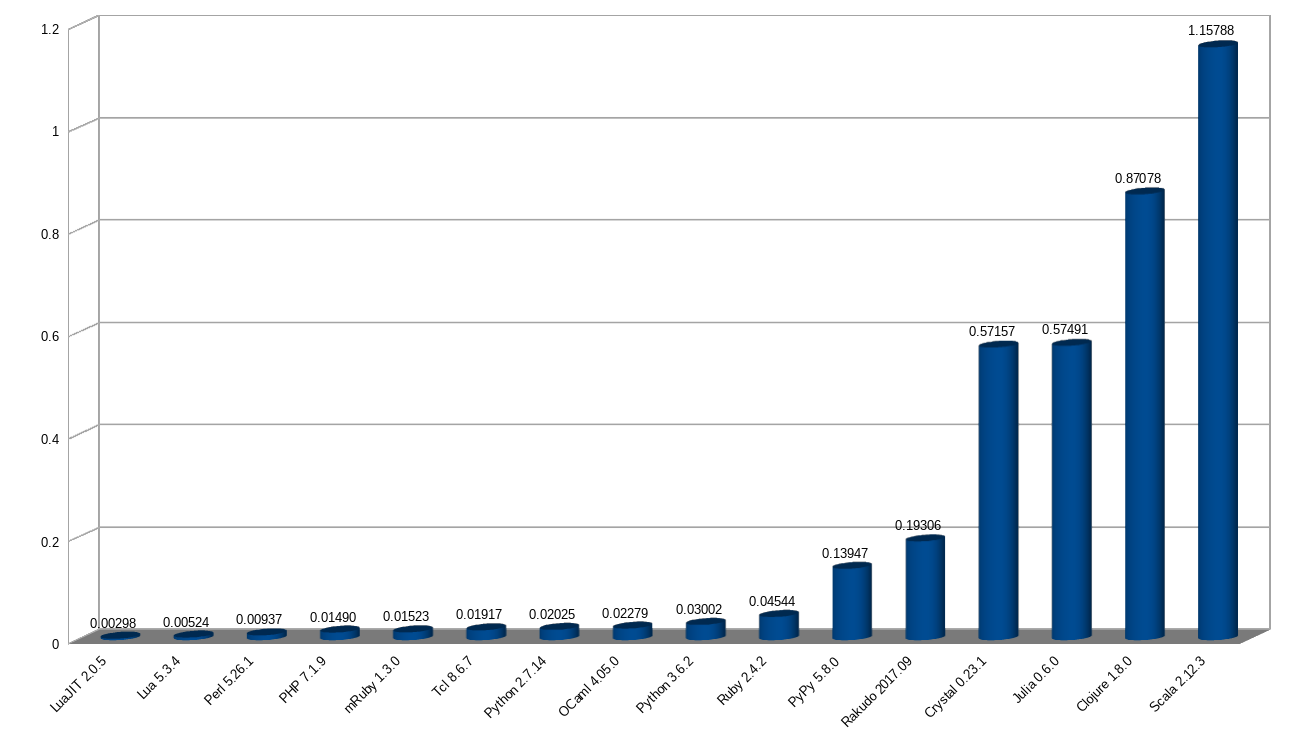 1.2
1
0.8
0.6
0.4
0.2
0
0.00298
0.00524
0.00937
0.01490
0.01523
0.01917
0.02025
0.02279
0.03002
0.04544
0.13947
0.19306
0.57157
0.57491
0.87078
1.15788
LuaJIT 2.0.5
Lua 5.3.4
Perl 5.26.1
PHP 7.1.9
mRuby 1.3.0
Tcl 8.6.7
Python 2.7.14
OCaml 4.05.0
Python 3.6.2
Ruby 2.4.2
PyPy 5.8.0
Rakudo 2017.09
Crystal 0.23.1
Julia 0.6.0
Clojure 1.8.0
Scala 2.12.3